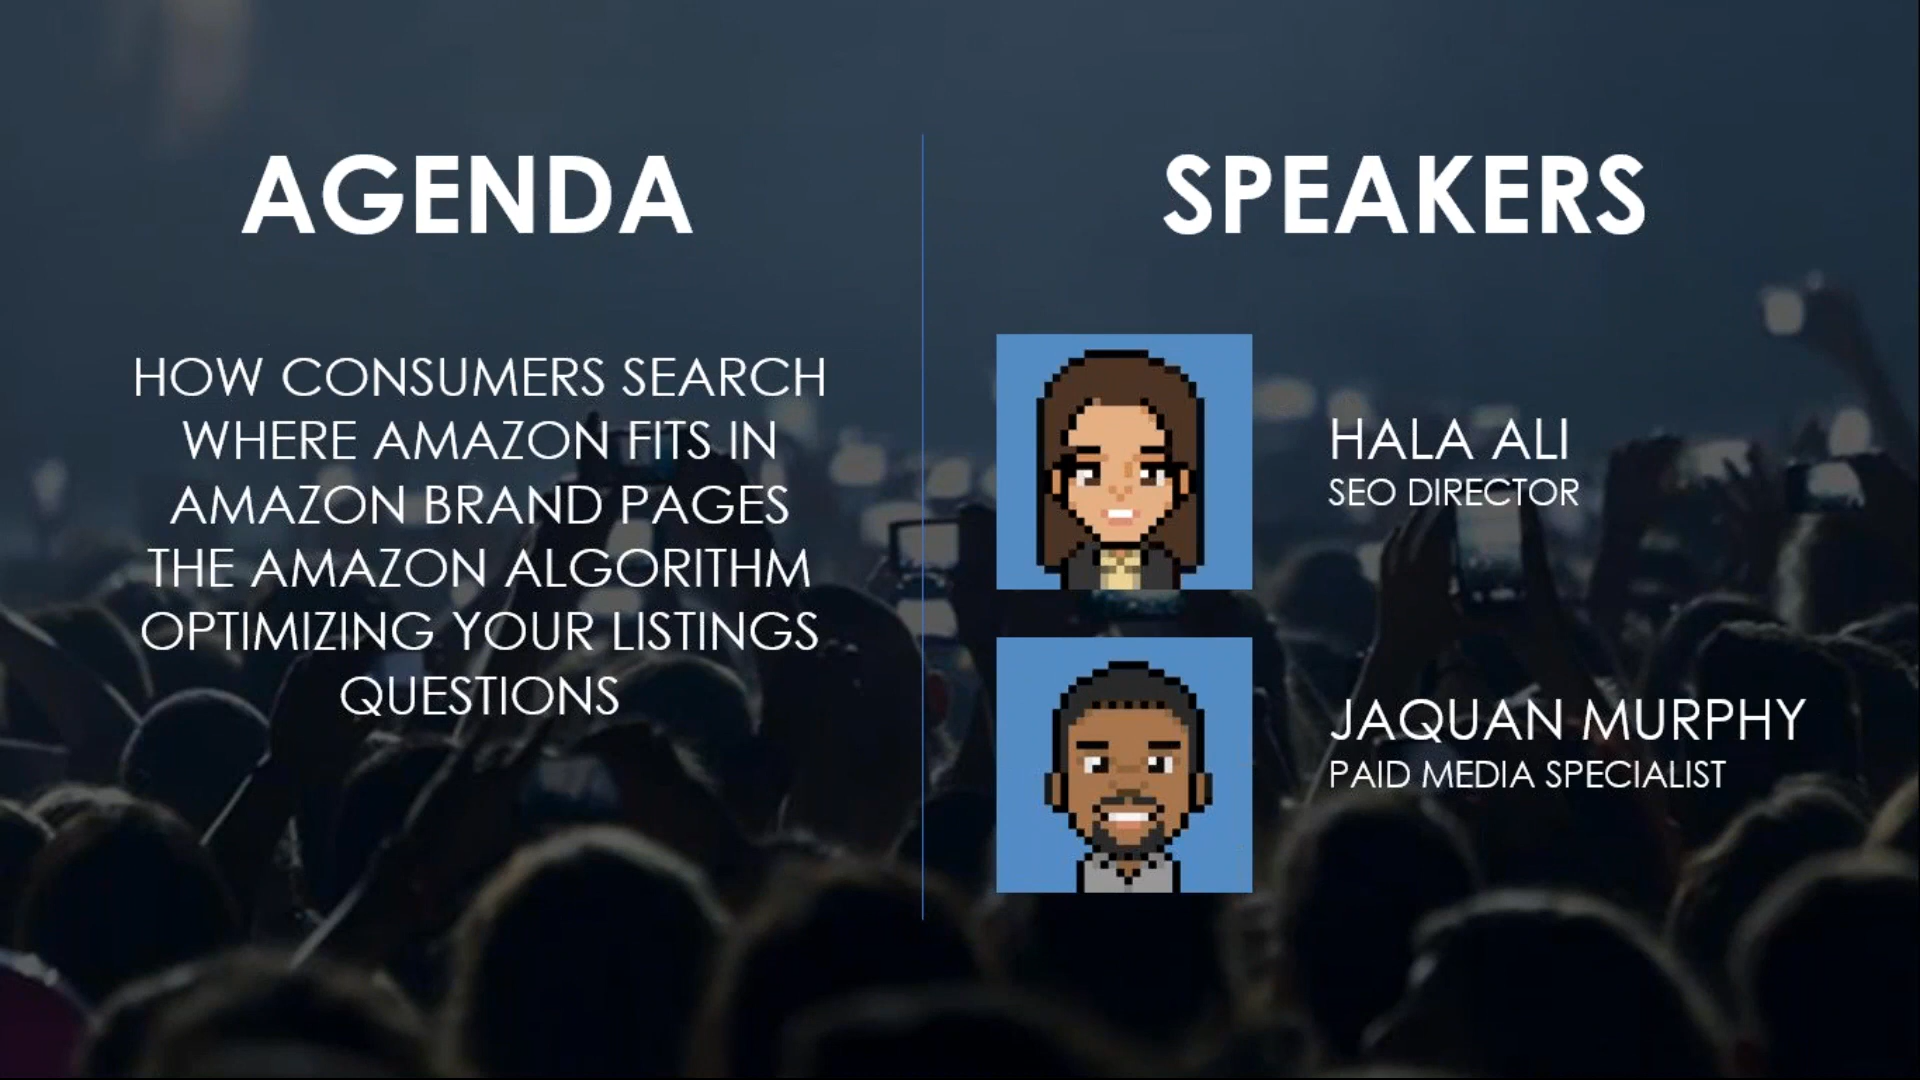 AGENDA
HOW CONSUMERS SEARCH
WHERE AMAZON FITS IN
AMAZON BRAND PAGES
THE AMAZON ALGORITHM
OPTIMIZING YOUR LISTINGS
QUESTIONS
SPEAKERS
HALA ALI
SEO DIRECTOR
JAQUAN MURPHY
PAID MEDIA SPECIALIST